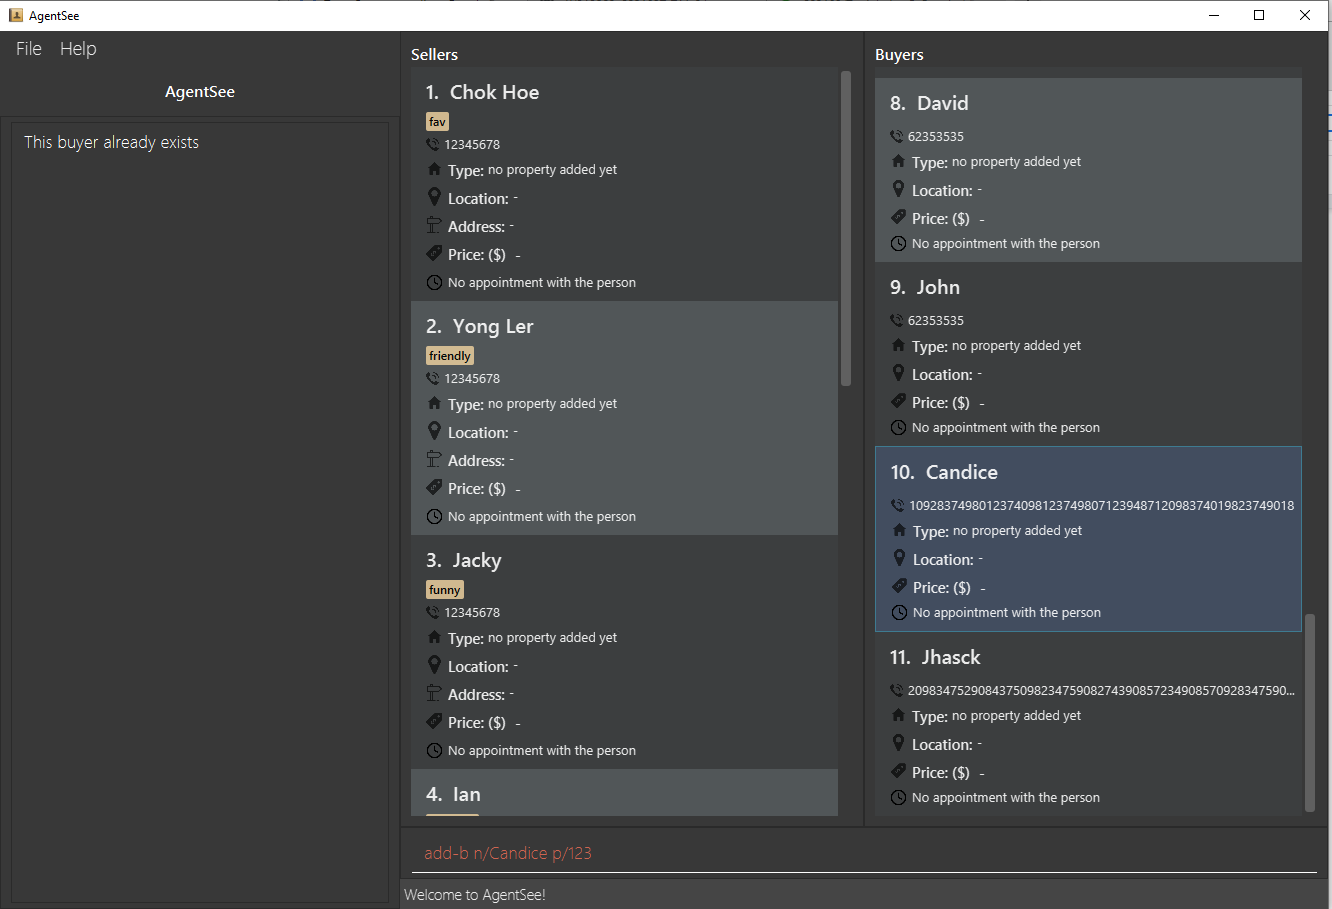 AgentSee
File Help
AgentSee
This buyer already exists
Sellers
1. Chok Hoe
fav
12345678
Type: no property added yet
Location: -
Address: -
Price: ($) -
No appointment with the person
2. Yong Ler
friendly
12345678
Type: no property added yet
Location: -
Address: -
Price: ($) -
No appointment with the person
3. Jacky
funny
12345678
Type: no property added yet
Location: -
Address: -
Price: ($) -
No appointment with the person
4. Ian
Buyers
8. David
62353535
Type: no property added yet
Location: -
Price: ($) -
No appointment with the person
9. John
62353535
Type: no property added yet
Location: -
Price: ($) -
No appointment with the person
10. Candice
109283749801237409812374980712394871209837401982374901​8
Type: no property added yet
Location: -
Price: ($) -
No appointment with the person
11. Jhasck
2098347529084375098234759082743908572349085709283475​90...
Type: no property added yet
Location: -
Price: ($) -
No appointment with the person
add-b n/Candice p/123
Welcome to AgentSee!